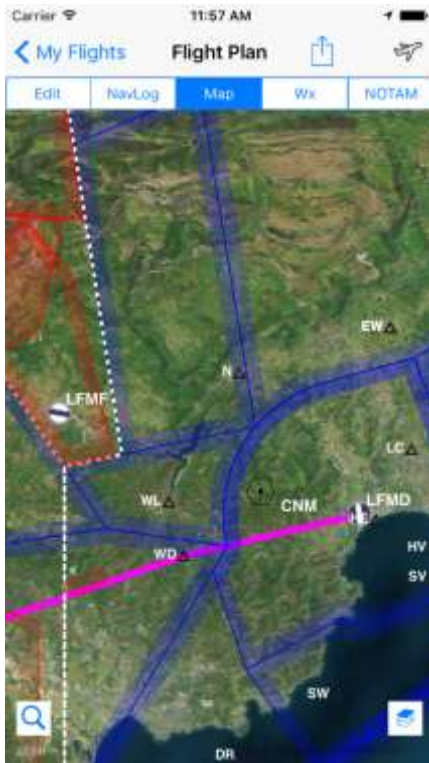 Carrier 11:57 AM
My Flights Flight Plan
Edit NavLog Map Wx NOTAM
EW
N
LFMF
LC
WL
CNM LFMD
WD
HV
SV
SW
DR